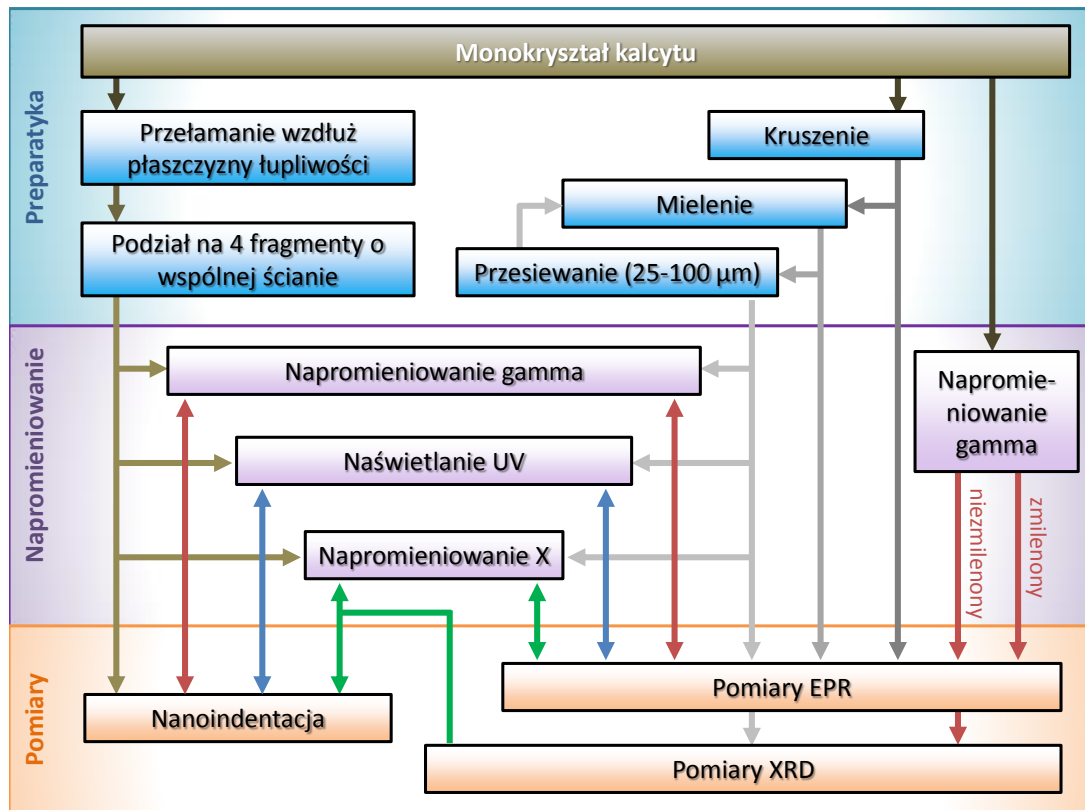 Monokryształ kalcytu
Preparatyka
Przełamanie wzdłuż
płaszczyzny łupliwości
Kruszenie
Mielenie
Podział na 4 fragmenty o
wspólnej ścianie
Przesiewanie (25-100 µm)
Napromieniowanie
Napromieniowanie gamma
Napromie-
niowanie
gamma
Naświetlanie UV
Napromieniowanie X
niezmilenony
zmilenony
Pomiary
Pomiary EPR
Nanoindentacja
Pomiary XRD